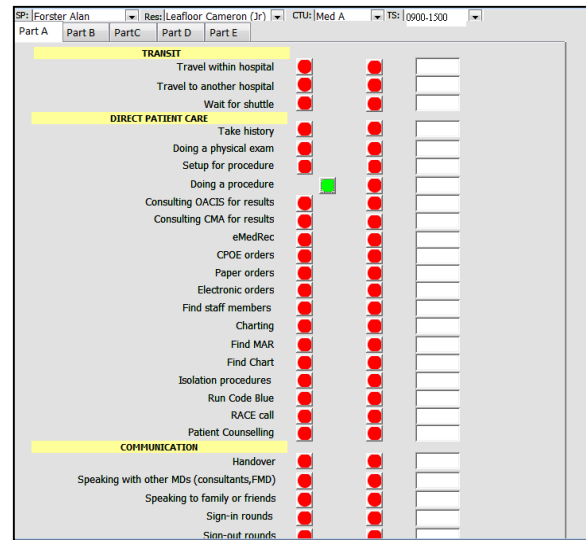 SP: Forster Alan Res: Leafloor Cameron (Jr) CTU: Med A TS: 0900-1500
Part A Part B PartC Part D Part E
TRANSIT
Travel within hospital
Travel to another hospital
Wait for shuttle
DIRECT PATIENT CARE
Take history
Doing a physical exam
Setup for procedure
Doing a procedure
Consulting OACIS for results
Consulting CMA for results
eMedRec
CPOE orders
Paper orders
Electronic orders
Find staff members
Charting
Find MAR
Find Chart
Isolation procedures
Run Code Blue
RACE call
Patient Counselling
COMMUNICATION
Handover
Speaking with other MDs (consultants,FMD)
Speaking to family or friends
Sign-in rounds
Sign-out rounds